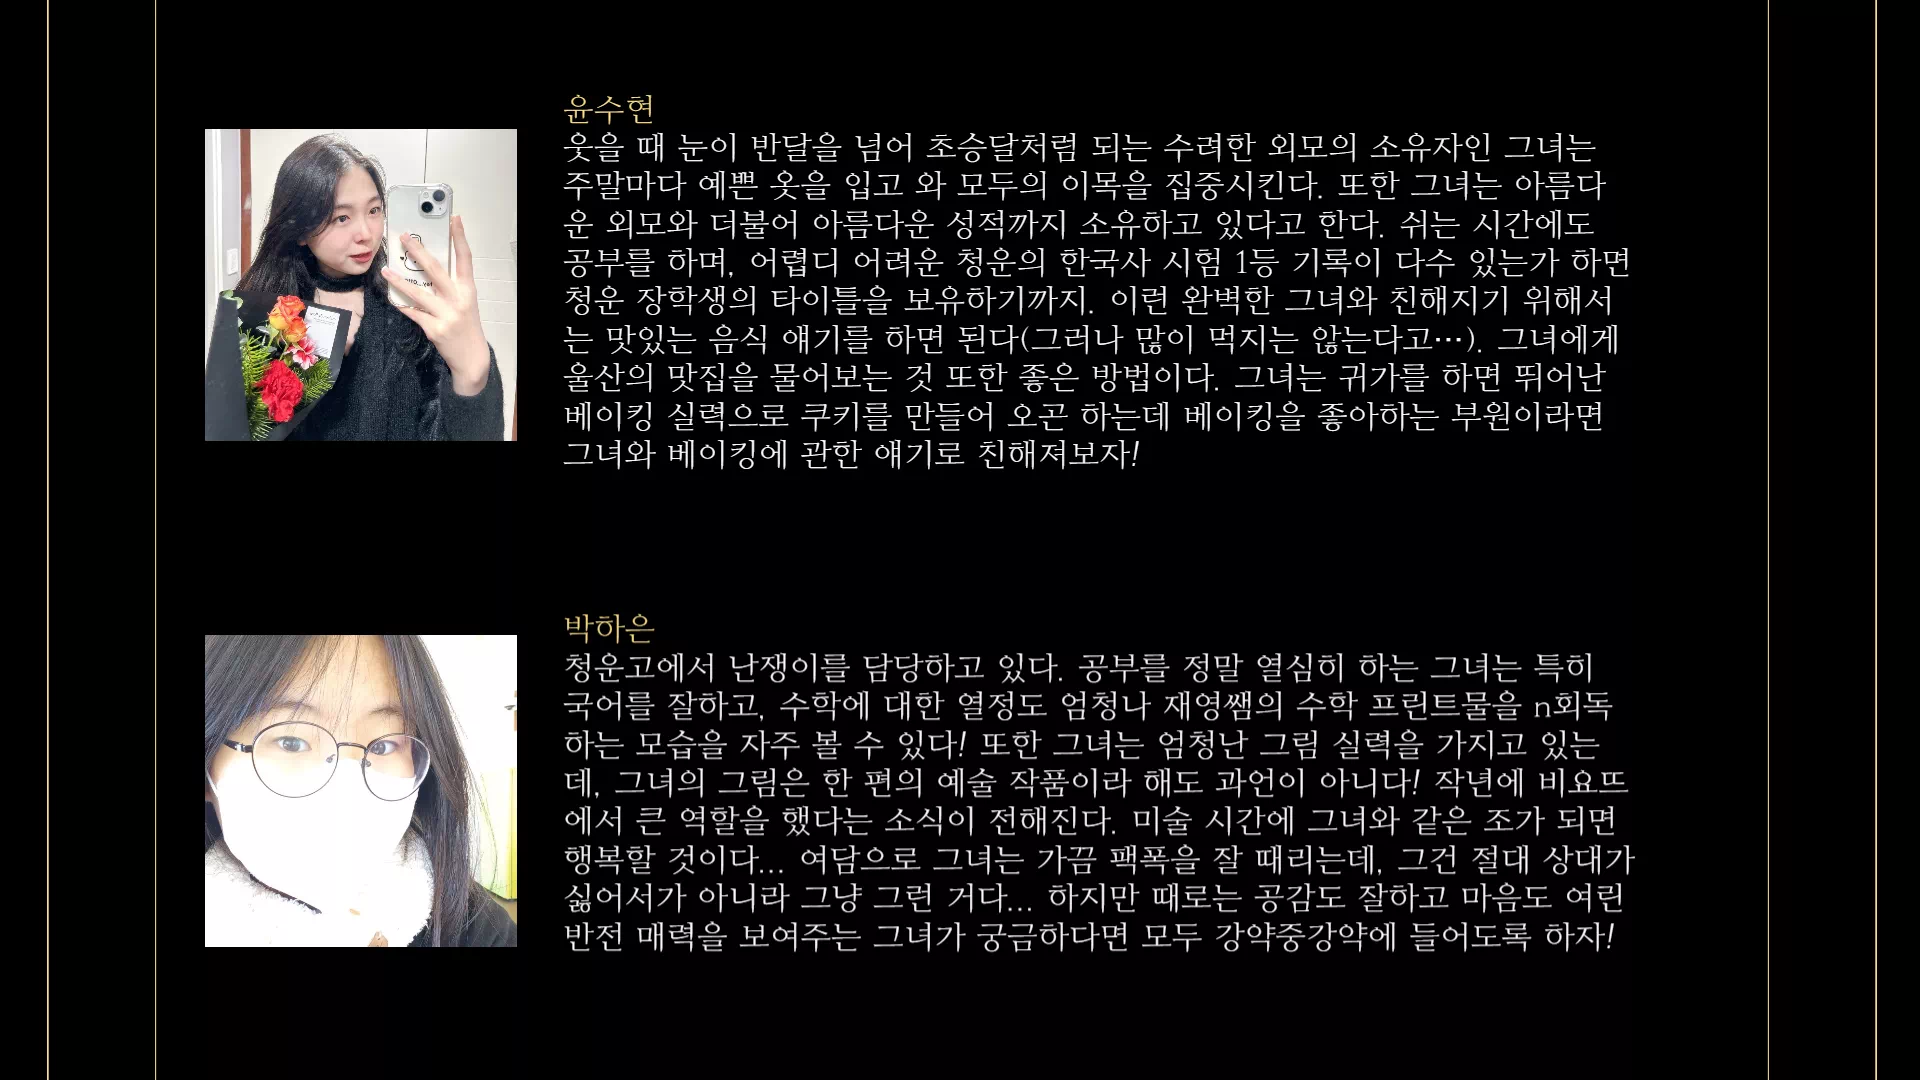 윤수현
웃을 때 눈이 반달을 넘어 초승달처럼 되는 수려한 외모의 소유자인 그녀는
주말마다 예쁜 옷을 입고 와 모두의 이목을 집중시킨다. 또한 그녀는 아름다
운 외모와 더불어 아름다운 성적까지 소유하고 있다고 한다. 쉬는 시간에도
공부를 하며, 어렵디 어려운 청운의 한국사 시험 1등 기록이 다수 있는가 하면
청운 장학생의 타이틀을 보유하기까지. 이런 완벽한 그녀와 친해지기 위해서
는 맛있는 음식 얘기를 하면 된다(그러나 많이 먹지는 않는다고…). 그녀에게
울산의 맛집을 물어보는 것 또한 좋은 방법이다. 그녀는 귀가를 하면 뛰어난
베이킹 실력으로 쿠키를 만들어 오곤 하는데 베이킹을 좋아하는 부원이라면
그녀와 베이킹에 관한 얘기로 친해져보자!
박하은
청운고에서 난쟁이를 담당하고 있다. 공부를 정말 열심히 하는 그녀는 특히
국어를 잘하고, 수학에 대한 열정도 엄청나 재영쌤의 수학 프린트물을 n회독
하는 모습을 자주 볼 수 있다! 또한 그녀는 엄청난 그림 실력을 가지고 있는
데, 그녀의 그림은 한 편의 예술 작품이라 해도 과언이 아니다! 작년에 비요뜨
에서 큰 역할을 했다는 소식이 전해진다. 미술 시간에 그녀와 같은 조가 되면
행복할 것이다... 여담으로 그녀는 가끔 팩폭을 잘 때리는데, 그건 절대 상대가
싫어서가 아니라 그냥 그런 거다... 하지만 때로는 공감도 잘하고 마음도 여린
반전 매력을 보여주는 그녀가 궁금하다면 모두 강약중강약에 들어도록 하자!